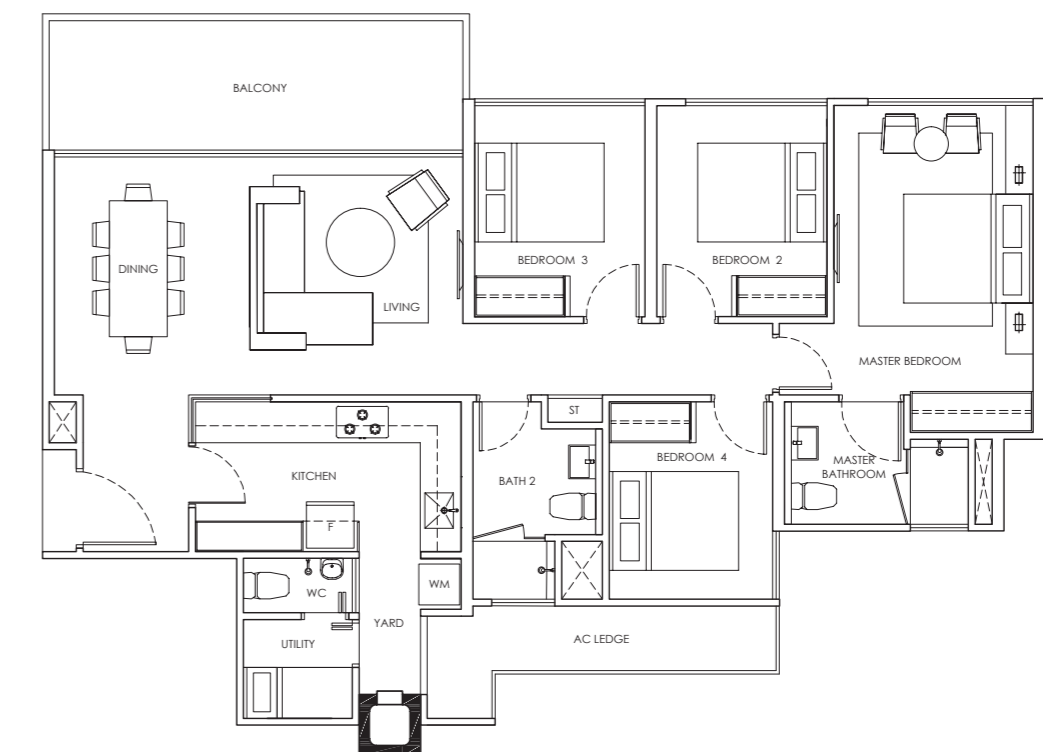 BALCONY
BEDROOM 3
BEDROOM 2
DINING
LIVING
MASTER BEDROOM
ST
KITCHEN
BATH 2
BEDROOM 4
MASTER
BATHROOM
F
WM
WC
YARD
UTILITY
AC LEDGE